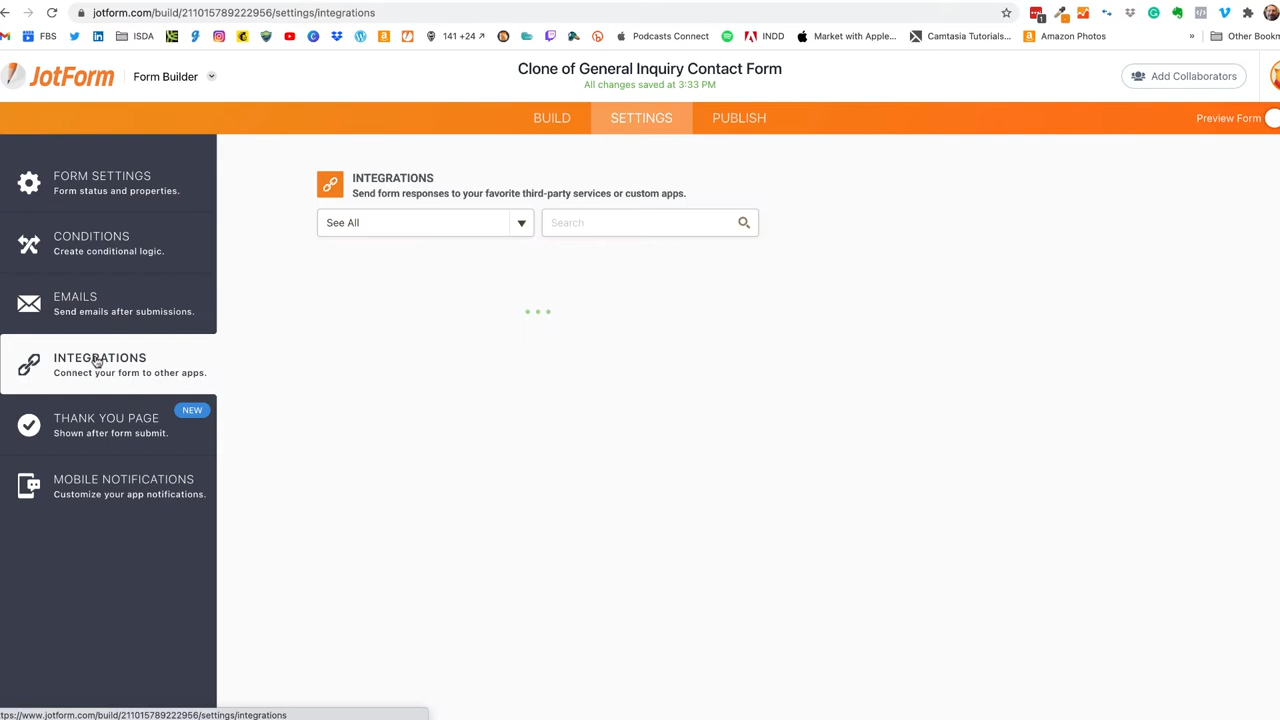 jotform.com/build/211015789222956/settings/integrations
FBS ISDA 141 +24 Podcasts Connect INDD Market with Apple... Camtasia Tutorials... Amazon Photos » Other Bookm
JotForm Form Builder
Clone of General Inquiry Contact Form
All changes saved at 3:33 PM
Add Collaborators
BUILD SETTINGS PUBLISH
Preview Form
FORM SETTINGS
Form status and properties.
CONDITIONS
Create conditional logic.
EMAILS
Send emails after submissions.
INTEGRATIONS
Connect your form to other apps.
THANK YOU PAGE NEW
Shown after form submit.
MOBILE NOTIFICATIONS
Customize your app notifications.
INTEGRATIONS
Send form responses to your favorite third-party services or custom apps.
See All Search
ttps://www.jotform.com/build/211015789222956/settings/integrations